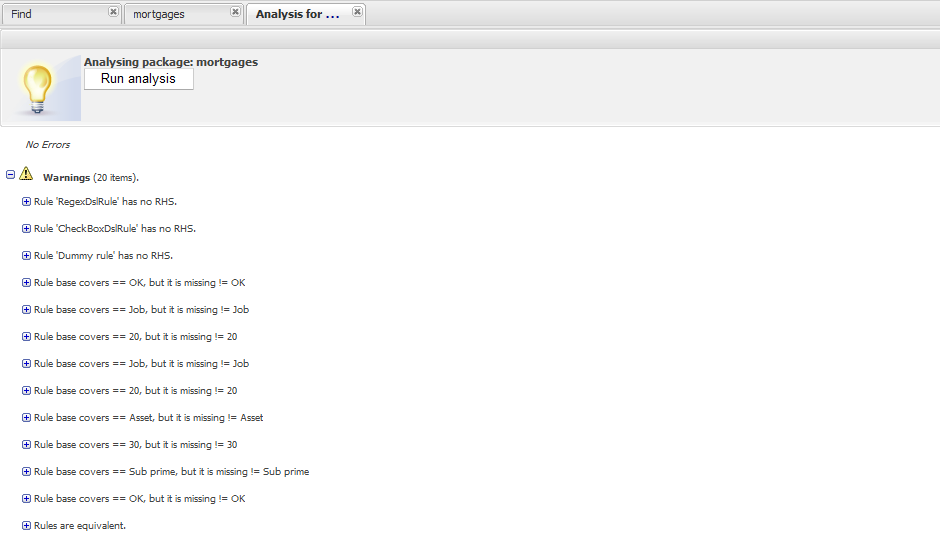 Find
mortgages
Analysis for ...
Analysing package: mortgages
Run analysis
No Errors
Warnings (20 items).
Rule 'RegexDslRule' has no RHS.
Rule 'CheckBoxDslRule' has no RHS.
Rule 'Dummy rule' has no RHS.
Rule base covers == OK, but it is missing != OK
Rule base covers == Job, but it is missing != Job
Rule base covers == 20, but it is missing != 20
Rule base covers == Job, but it is missing != Job
Rule base covers == 20, but it is missing != 20
Rule base covers == Asset, but it is missing != Asset
Rule base covers == 30, but it is missing != 30
Rule base covers == Sub prime, but it is missing != Sub prime
Rule base covers == OK, but it is missing != OK
Rules are equivalent.